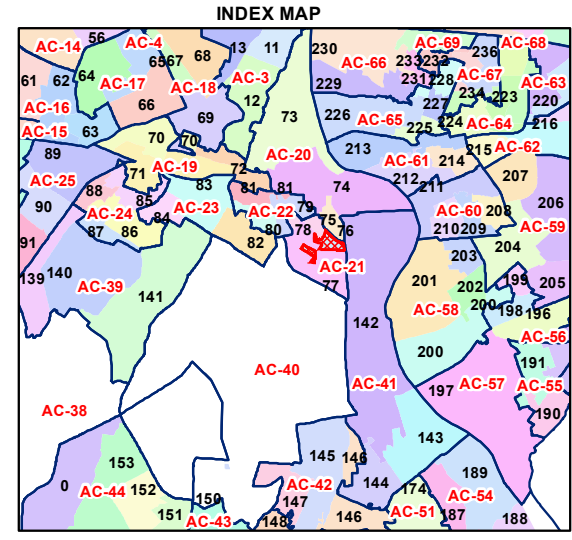 INDEX MAP
AC-14 56 AC-4 13 11 230 AC-69 236 AC-68
64 6567 68 AC-66 233 AC-67 AC-63
61 62 AC-17 AC-18 AC-3 229 231 228 234 223 220
AC-16 66 12 227
AC-15 63 69 73 226 AC-65 225 224 AC-64 216
89 70 70 213 215 AC-62
AC-25 71 AC-19 72 AC-20 AC-61 214 207
88 83 81 81 74 212 211
90 85 AC-23 AC-22 79 AC-60 208 206
AC-24 84 80 78 75 76 210 209 AC-59
91 87 86 82 204
139 140 AC-39 AC-21 203
141 77 201 202 199 205
142 AC-58 200 198 196
200 AC-56
191
AC-40 AC-41 AC-57 AC-55
AC-38 197
190
143
153 145 146
0 189
AC-44 152 150 AC-42 144 174 AC-54
147
151 AC-43 148 146 AC-51 187 188